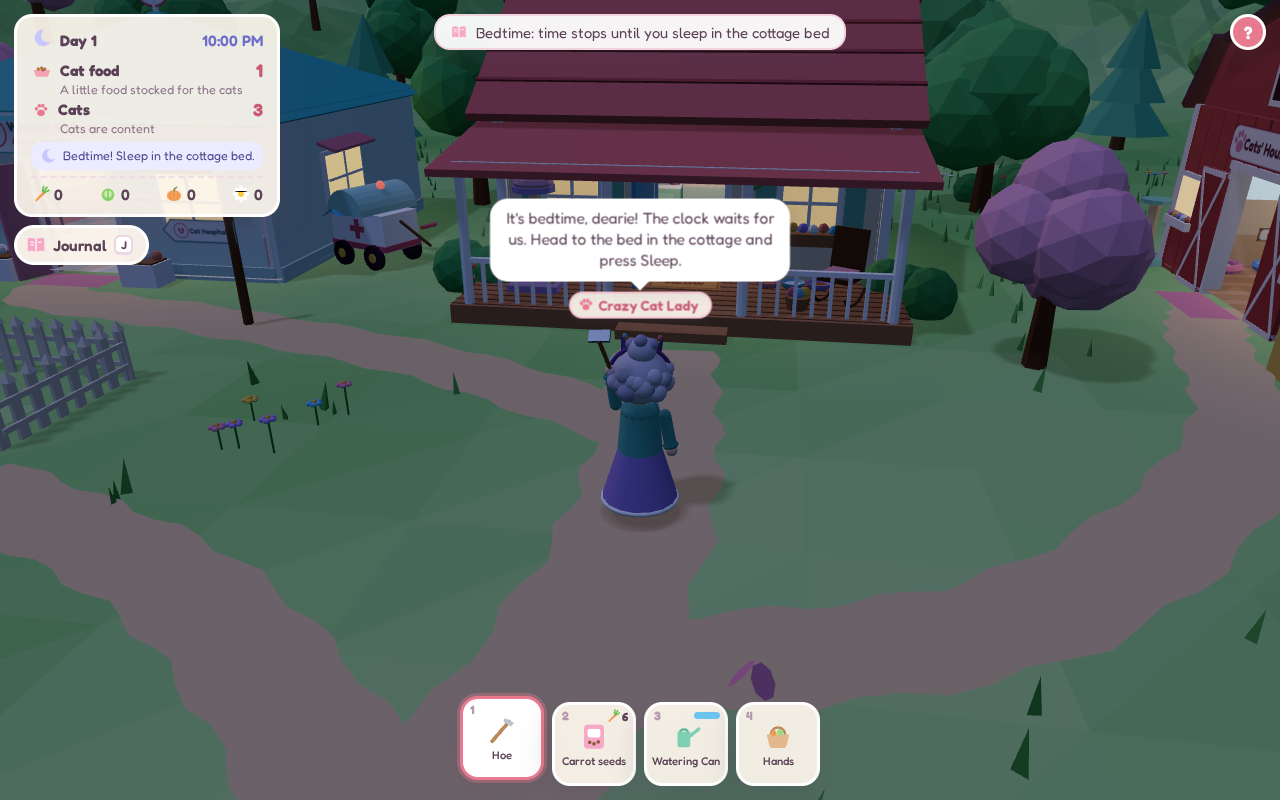 Day 1
10:00 PM
Cat food
1
A little food stocked for the cats
Cats
3
Cats are content
Bedtime! Sleep in the cottage bed.
0
0
0
0
Journal
J
Bedtime: time stops until you sleep in the cottage bed
?
Cat Hospital
Cats' Hou
It's bedtime, dearie! The clock waits for
us. Head to the bed in the cottage and
press Sleep.
Crazy Cat Lady
1
Hoe
2
6
Carrot seeds
3
Watering Can
4
Hands